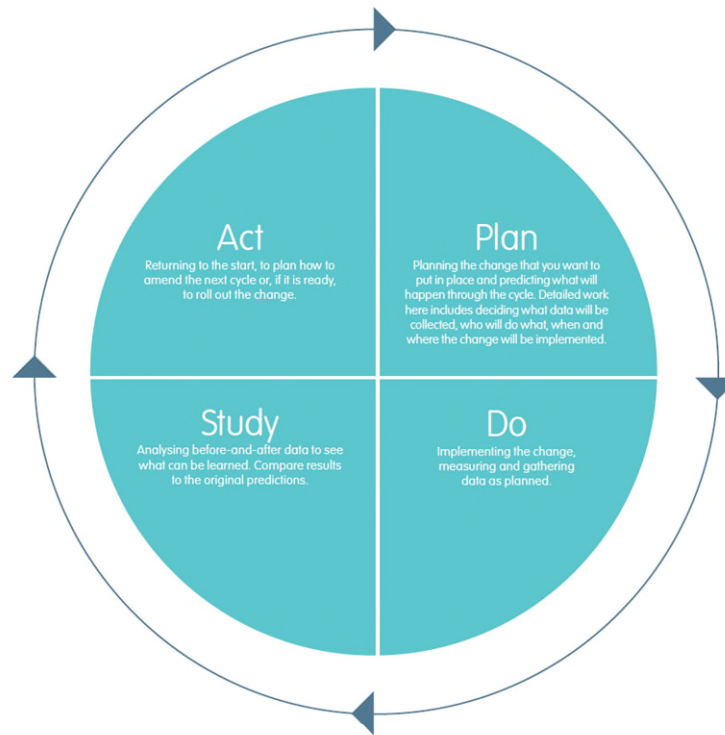 Act
Returning to the start, to plan how to
amend the next cycle or, if it is ready,
to roll out the change.
Plan
Planning the change that you want to
put in place and predicting what will
happen through the cycle. Detailed work
here includes deciding what data will be
collected, who will do what, when and
where the change will be implemented.
Study
Analysing before-and-after data to see
what can be learned. Compare results
to the original predictions.
Do
Implementing the change,
measuring and gathering
data as planned.